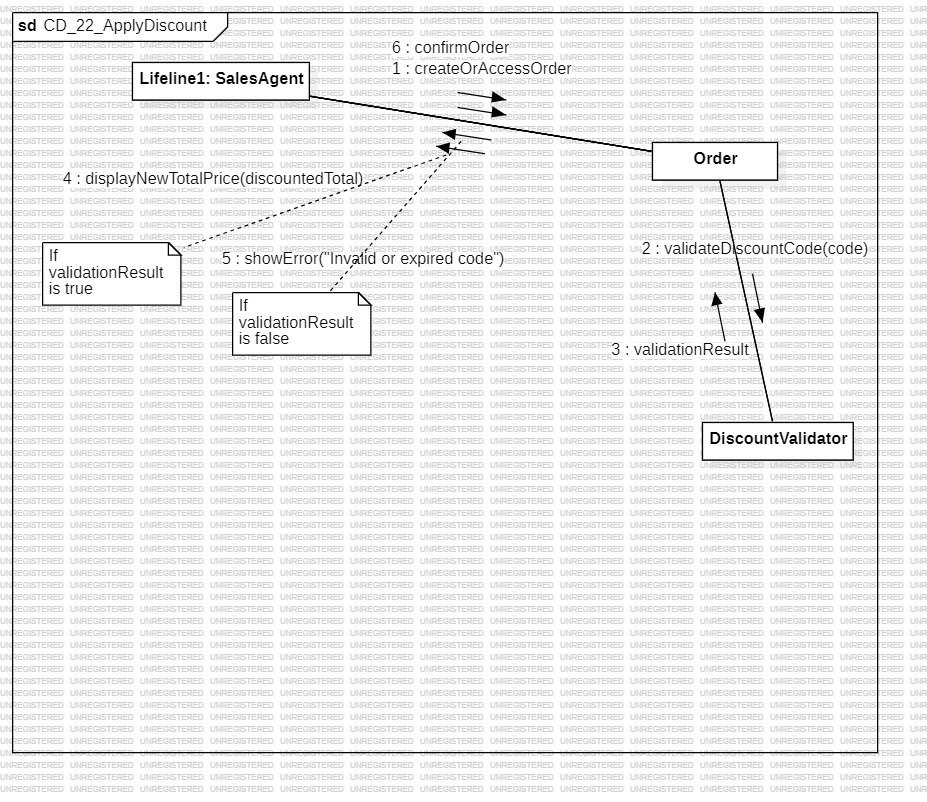 sd CD_22_ApplyDiscount
6 : confirmOrder
1 : createOrAccessOrder
Lifeline1: SalesAgent
Order
4 : displayNewTotalPrice(discountedTotal)
If
validationResult
is true
5 : showError("Invalid or expired code")
If
validationResult
is false
2 : validateDiscountCode(code)
3 : validationResult
DiscountValidator
UNREGISTERED